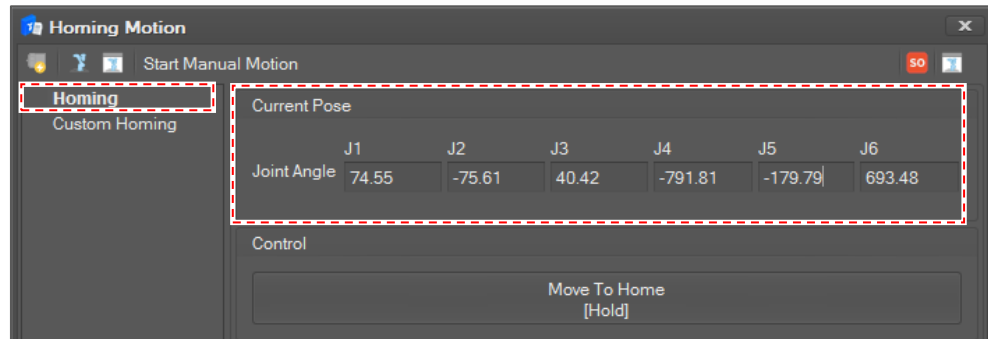 Homing Motion
Start Manual Motion
SO
Homing
Custom Homing
Current Pose
J1 J2 J3 J4 J5 J6
Joint Angle 74.55 -75.61 40.42 -791.81 -179.79 693.48
Control
Move To Home
[Hold]